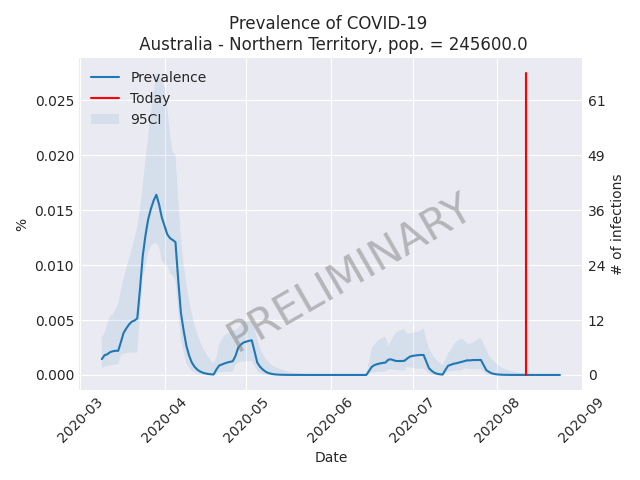 Prevalence of COVID-19
Australia - Northern Territory, pop. = 245600.0
Prevalence
Today
95CI
0.025
0.020
0.015
0.010
0.005
0.000
%
61
49
36
24
12
0
# of infections
PRELIMINARY
2020-03
2020-04
2020-05
2020-06
2020-07
2020-08
2020-09
Date